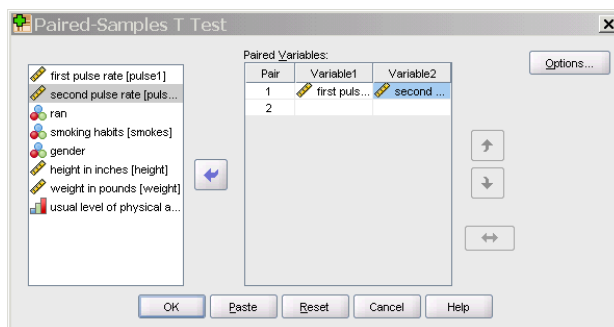 Paired-Samples T Test
Paired Variables:
Options...
first pulse rate [pulse1]
second pulse rate [puls...
ran
smoking habits [smokes]
gender
height in inches [height]
weight in pounds [weight]
usual level of physical a...
Pair Variable1 Variable2
1 first puls... second ...
2
OK Paste Reset Cancel Help